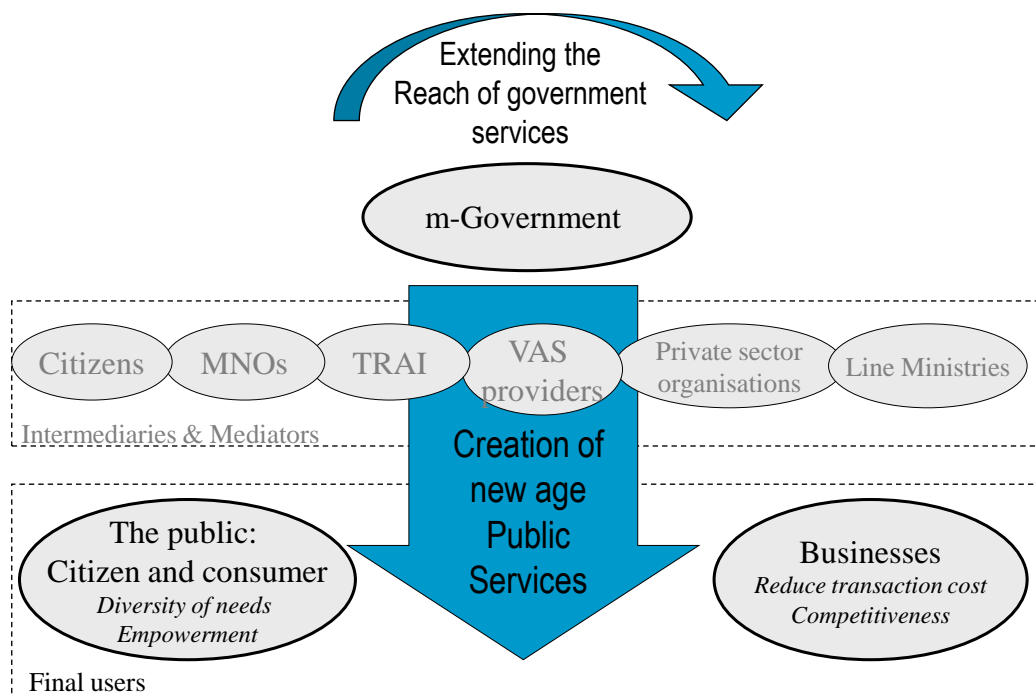 Extending the
Reach of government
services
m-Government
Citizens
MNOs
TRAI
VAS
providers
Private sector
organisations
Line Ministries
Intermediaries & Mediators
Creation of
new age
Public
Services
The public:
Citizen and consumer
Diversity of needs
Empowerment
Businesses
Reduce transaction cost
Competitiveness
Final users